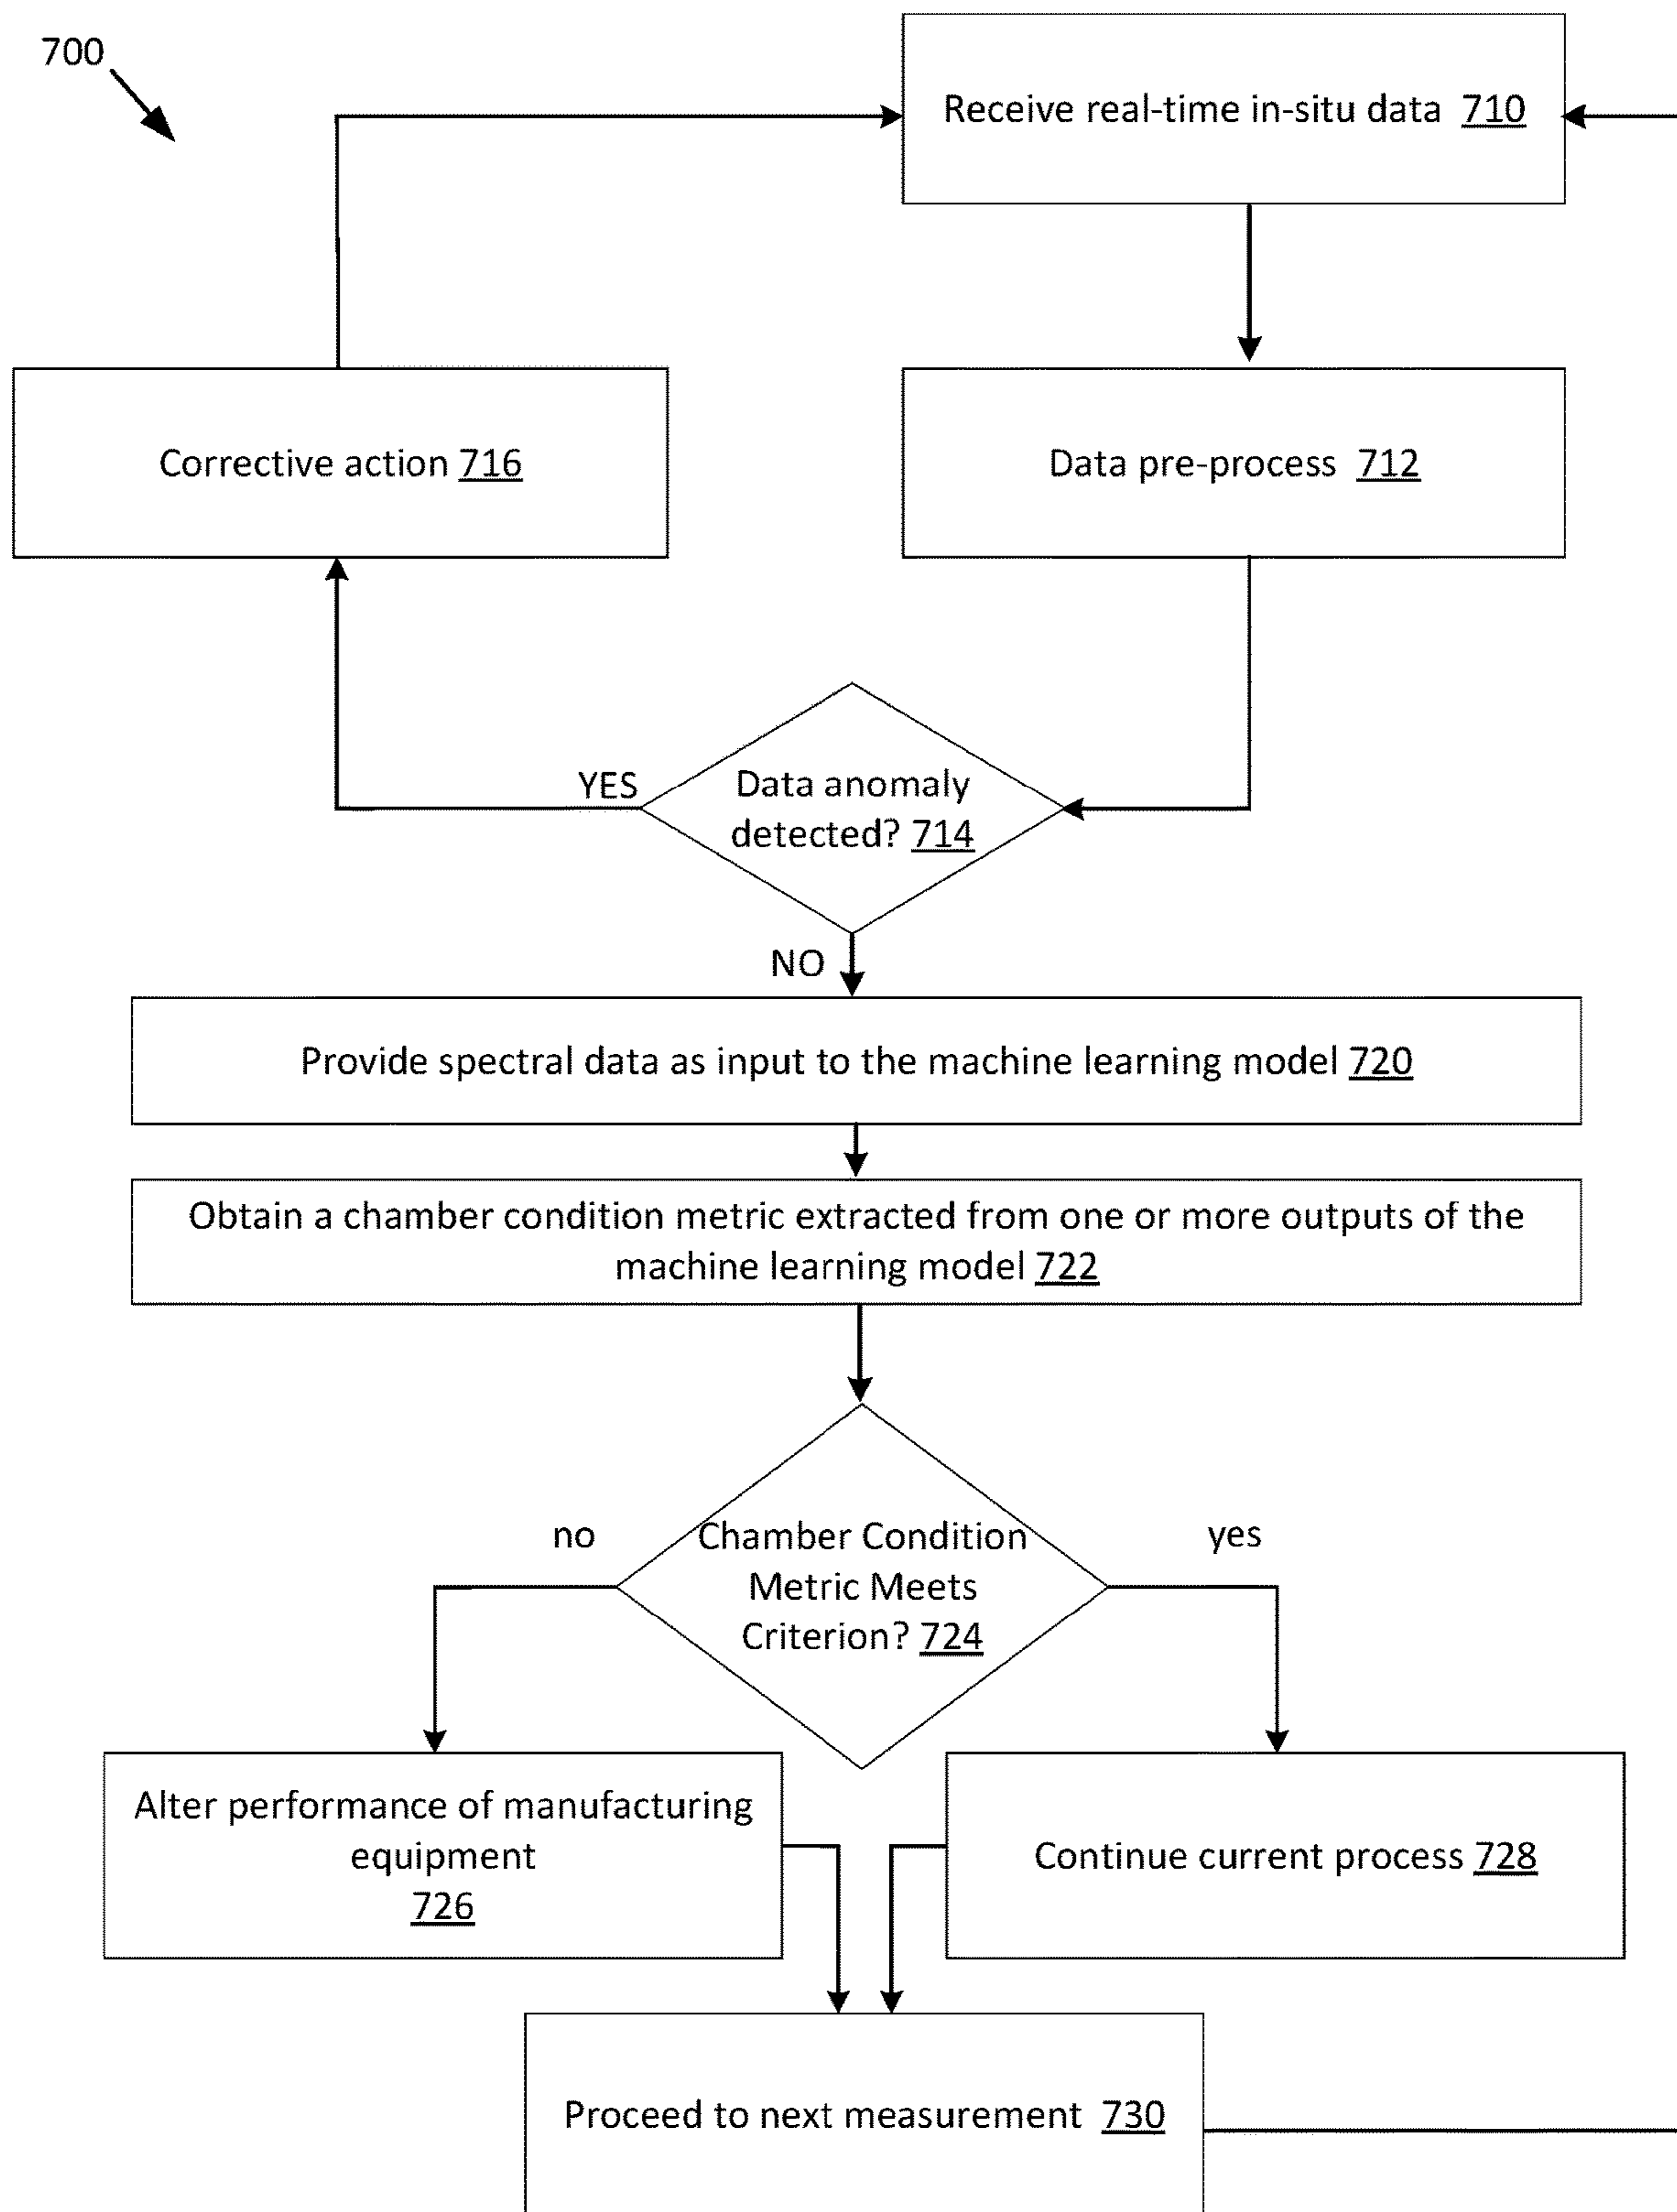 700
Receive real-time in-situ data 710
Corrective action 716
Data pre-process 712
YES
Data anomaly
detected? 714
NO
Provide spectral data as input to the machine learning model 720
Obtain a chamber condition metric extracted from one or more outputs of the
machine learning model 722
no
Chamber Condition
Metric Meets
Criterion? 724
yes
Alter performance of manufacturing
equipment
726
Continue current process 728
Proceed to next measurement 730